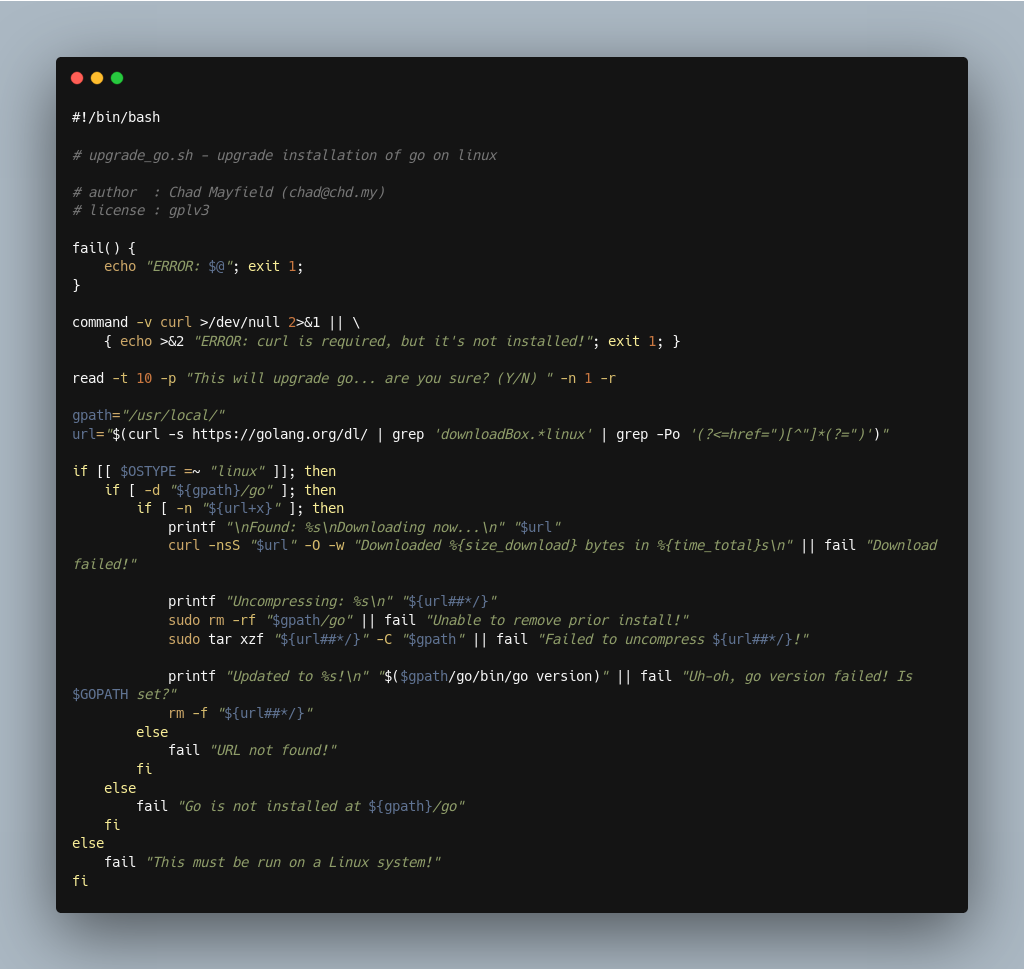 #!/bin/bash

# upgrade_go.sh - upgrade installation of go on linux

# author  : Chad Mayfield (chad@chd.my)
# license : gplv3

fail() {
    echo "ERROR: $@"; exit 1;
}

command -v curl >/dev/null 2>&1 || \
    { echo >&2 "ERROR: curl is required, but it's not installed!"; exit 1; }

read -t 10 -p "This will upgrade go... are you sure? (Y/N) " -n 1 -r

gpath="/usr/local/"
url="$(curl -s https://golang.org/dl/ | grep 'downloadBox.*linux' | grep -Po '(?<=href=")[^"]*(?=")')"

if [[ $OSTYPE =~ "linux" ]]; then
    if [ -d "${gpath}/go" ]; then
        if [ -n "${url+x}" ]; then
            printf "\nFound: %s\nDownloading now...\n" "$url"
            curl -nsS "$url" -O -w "Downloaded %{size_download} bytes in %{time_total}s\n" || fail "Download
failed!"

            printf "Uncompressing: %s\n" "${url##*/}"
            sudo rm -rf "$gpath/go" || fail "Unable to remove prior install!"
            sudo tar xzf "${url##*/}" -C "$gpath" || fail "Failed to uncompress ${url##*/}!"

            printf "Updated to %s!\n" "$($gpath/go/bin/go version)" || fail "Uh-oh, go version failed! Is
$GOPATH set?"
            rm -f "${url##*/}"
        else
            fail "URL not found!"
        fi
    else
        fail "Go is not installed at ${gpath}/go"
    fi
else
    fail "This must be run on a Linux system!"
fi